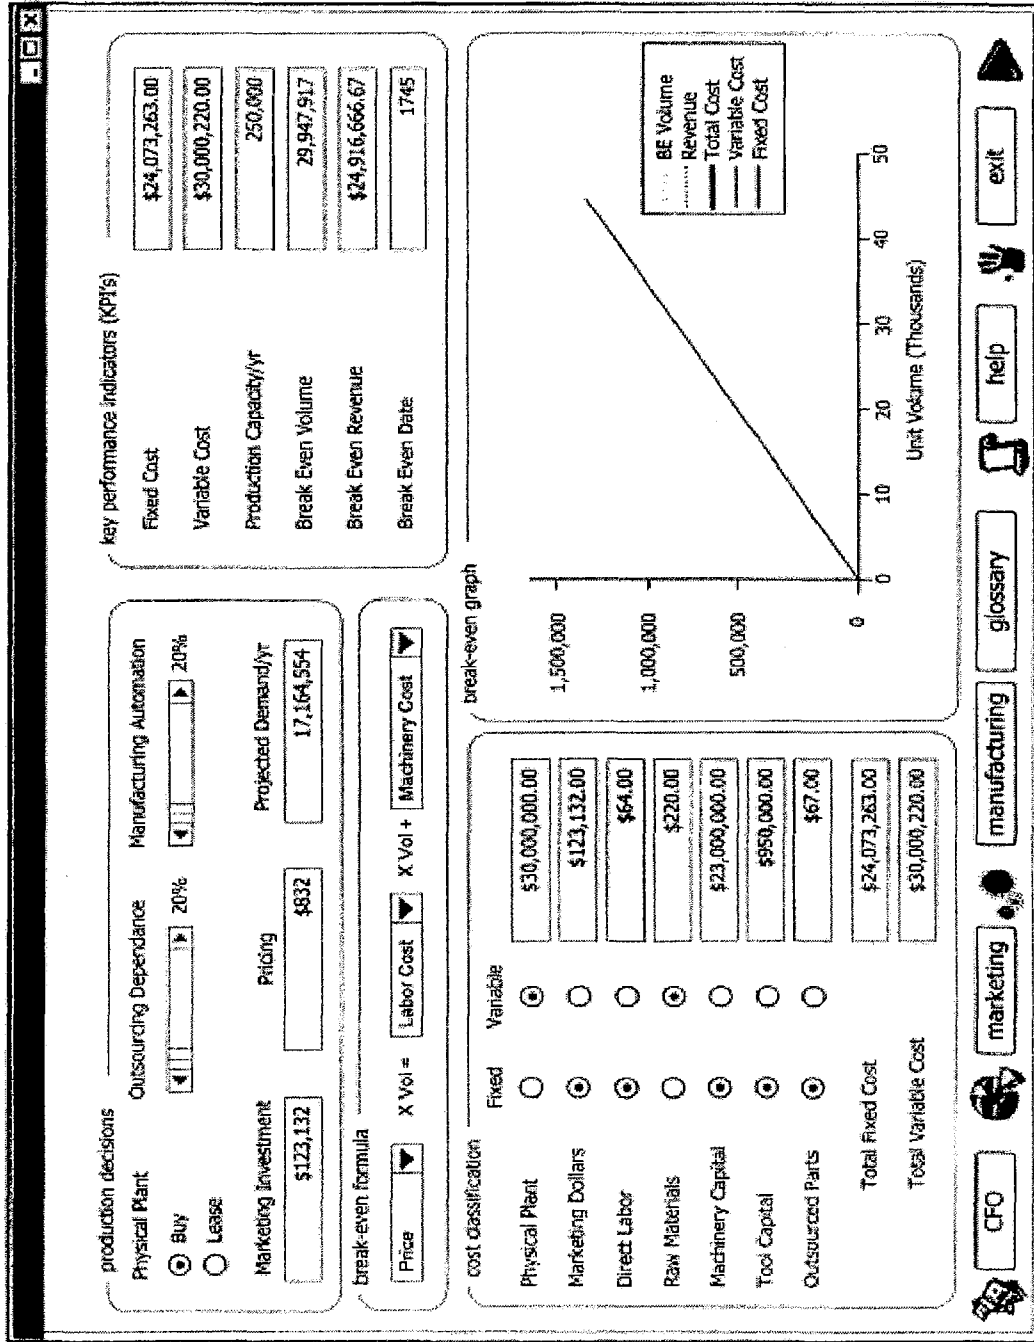 production decisions
Physical Plant
Buy
Lease
Outsourcing Dependance
20%
Manufacturing Automation
20%
Marketing Investment
$123,132
Pricing
$832
Projected Demand/yr
17,164,554
break-even formula
Price X Vol = Labor Cost X Vol + Machinery Cost
key performance indicators (KPI's)
Fixed Cost $24,073,263.00
Variable Cost $30,000,220.00
Production Capacity/yr 250,000
Break Even Volume 29,947,917
Break Even Revenue $24,916,666.67
Break Even Date 1745
cost classification
Fixed Variable
Physical Plant $30,000,000.00
Marketing Dollars $123,132.00
Direct Labor $64.00
Raw Materials $220.00
Machinery Capital $23,000,000.00
Tool Capital $950,000.00
Outsourced Parts $67.00
Total Fixed Cost $24,073,263.00
Total Variable Cost $30,000,220.00
break-even graph
1,500,000
1,000,000
500,000
0
0 10 20 30 40 50
Unit Volume (Thousands)
BE Volume
Revenue
Total Cost
Variable Cost
Fixed Cost
CFO marketing manufacturing glossary help exit